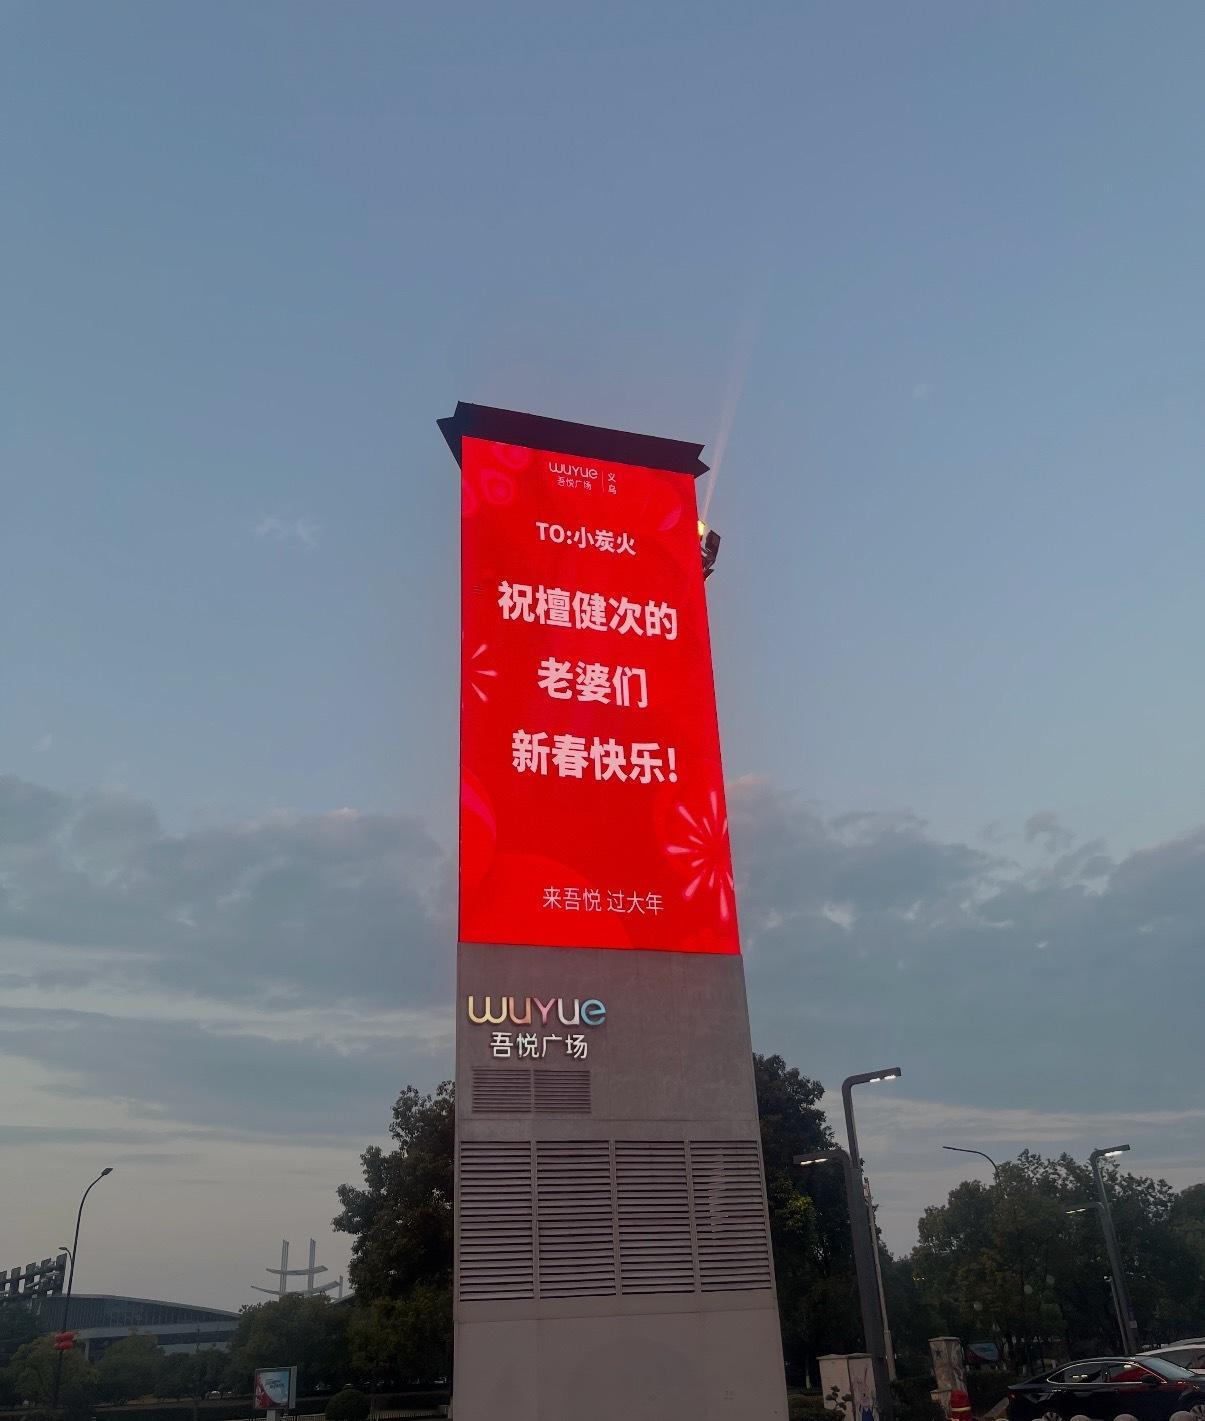 wuyue
吾悦广场
义乌
TO:小炭火
祝檀健次的
老婆们
新春快乐!
来吾悦 过大年
wuyue
吾悦广场